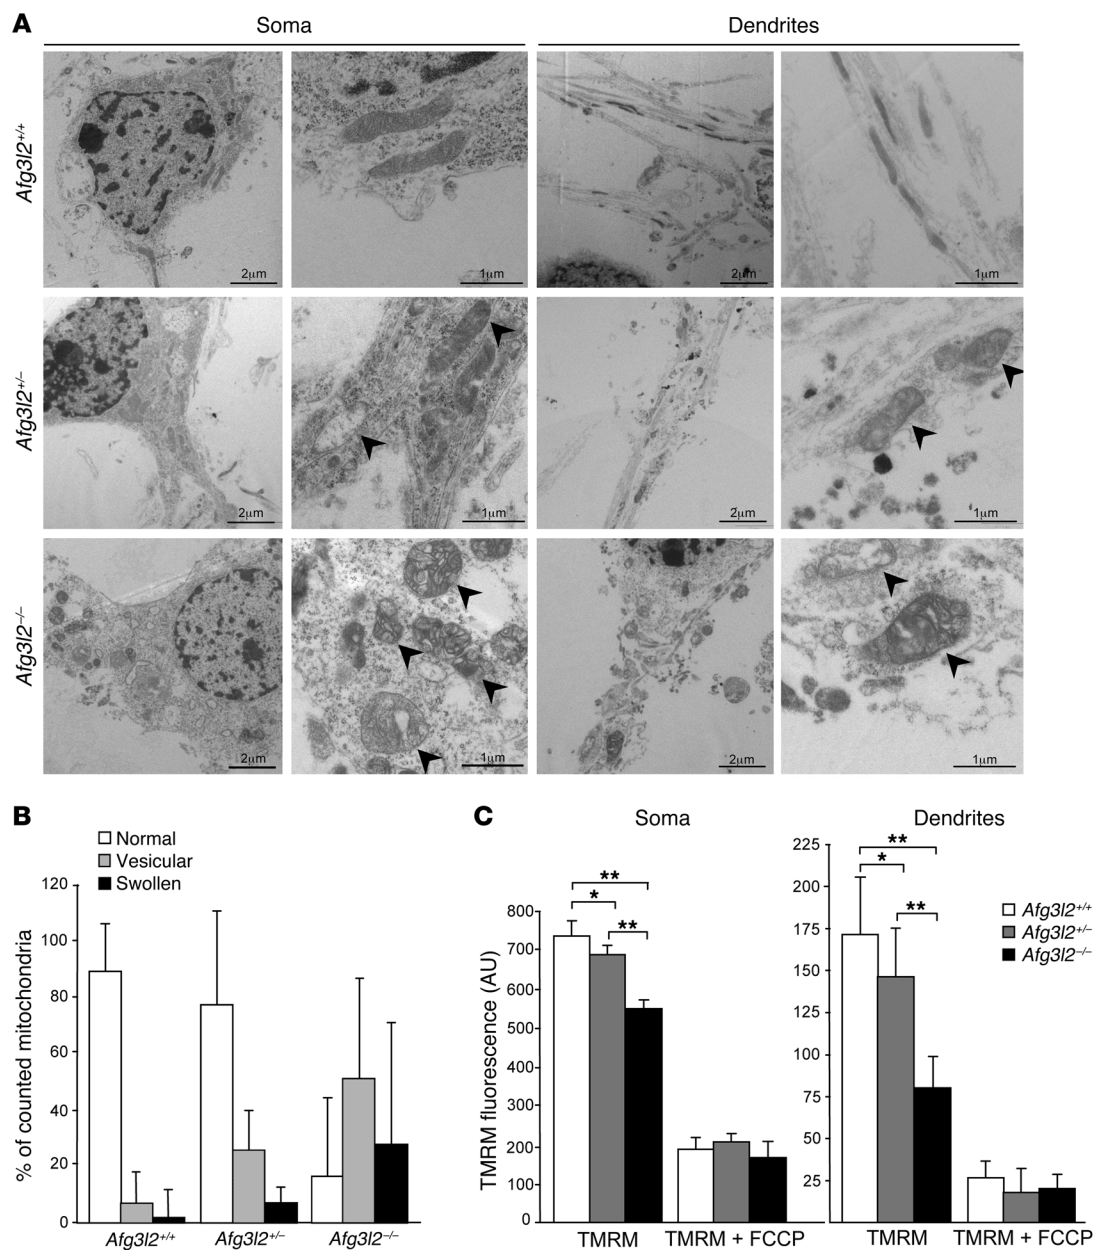 A
Soma
Dendrites
Afg3l2+/+
2μm
1μm
2μm
1μm
Afg3l2+/–
2μm
1μm
2μm
1μm
Afg3l2–/–
2μm
1μm
2μm
1μm
B
Normal
Vesicular
Swollen
% of counted mitochondria
120
100
80
60
40
20
0
Afg3l2+/+
Afg3l2+/–
Afg3l2–/–
C
Soma
Dendrites
TMRM fluorescence (AU)
800
700
600
500
400
300
200
100
0
**
*
**
TMRM
TMRM + FCCP
225
200
175
150
125
100
75
50
25
**
*
**
TMRM
TMRM + FCCP
Afg3l2+/+
Afg3l2+/–
Afg3l2–/–